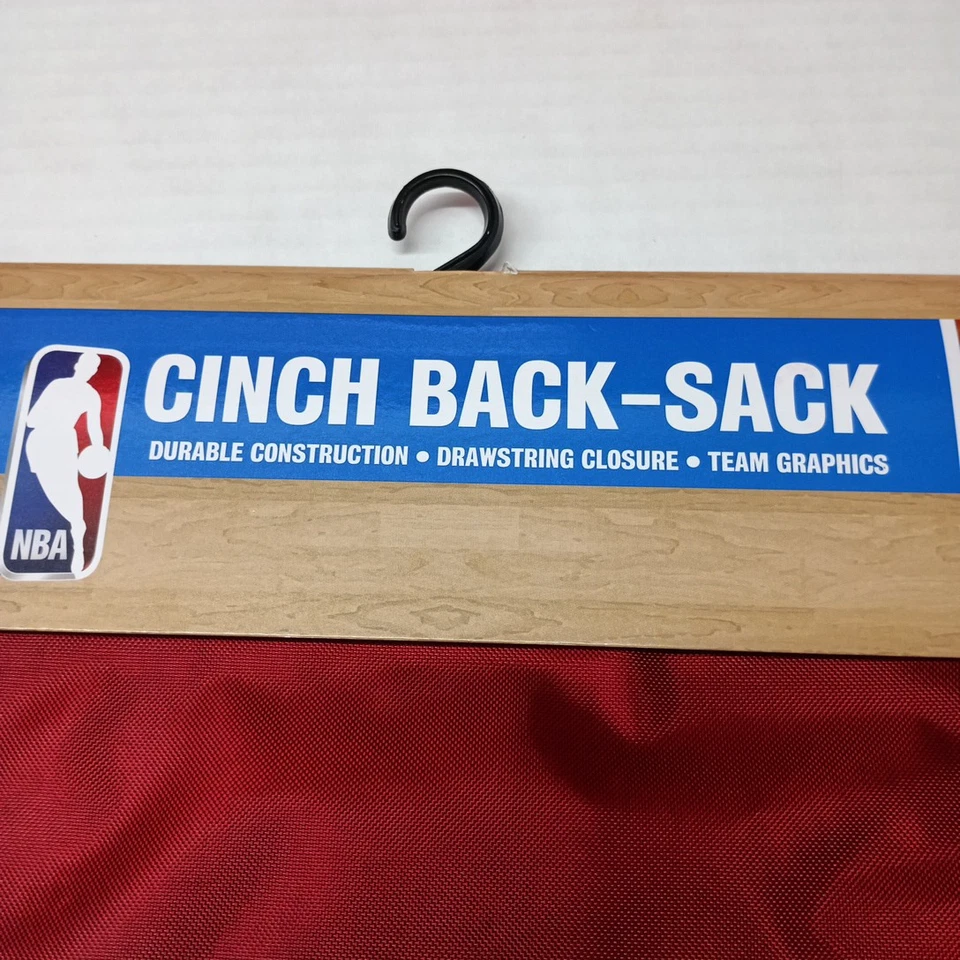 CINCH BACK-SACK
DURABLE CONSTRUCTION • DRAWSTRING CLOSURE • TEAM GRAPHICS
NBA